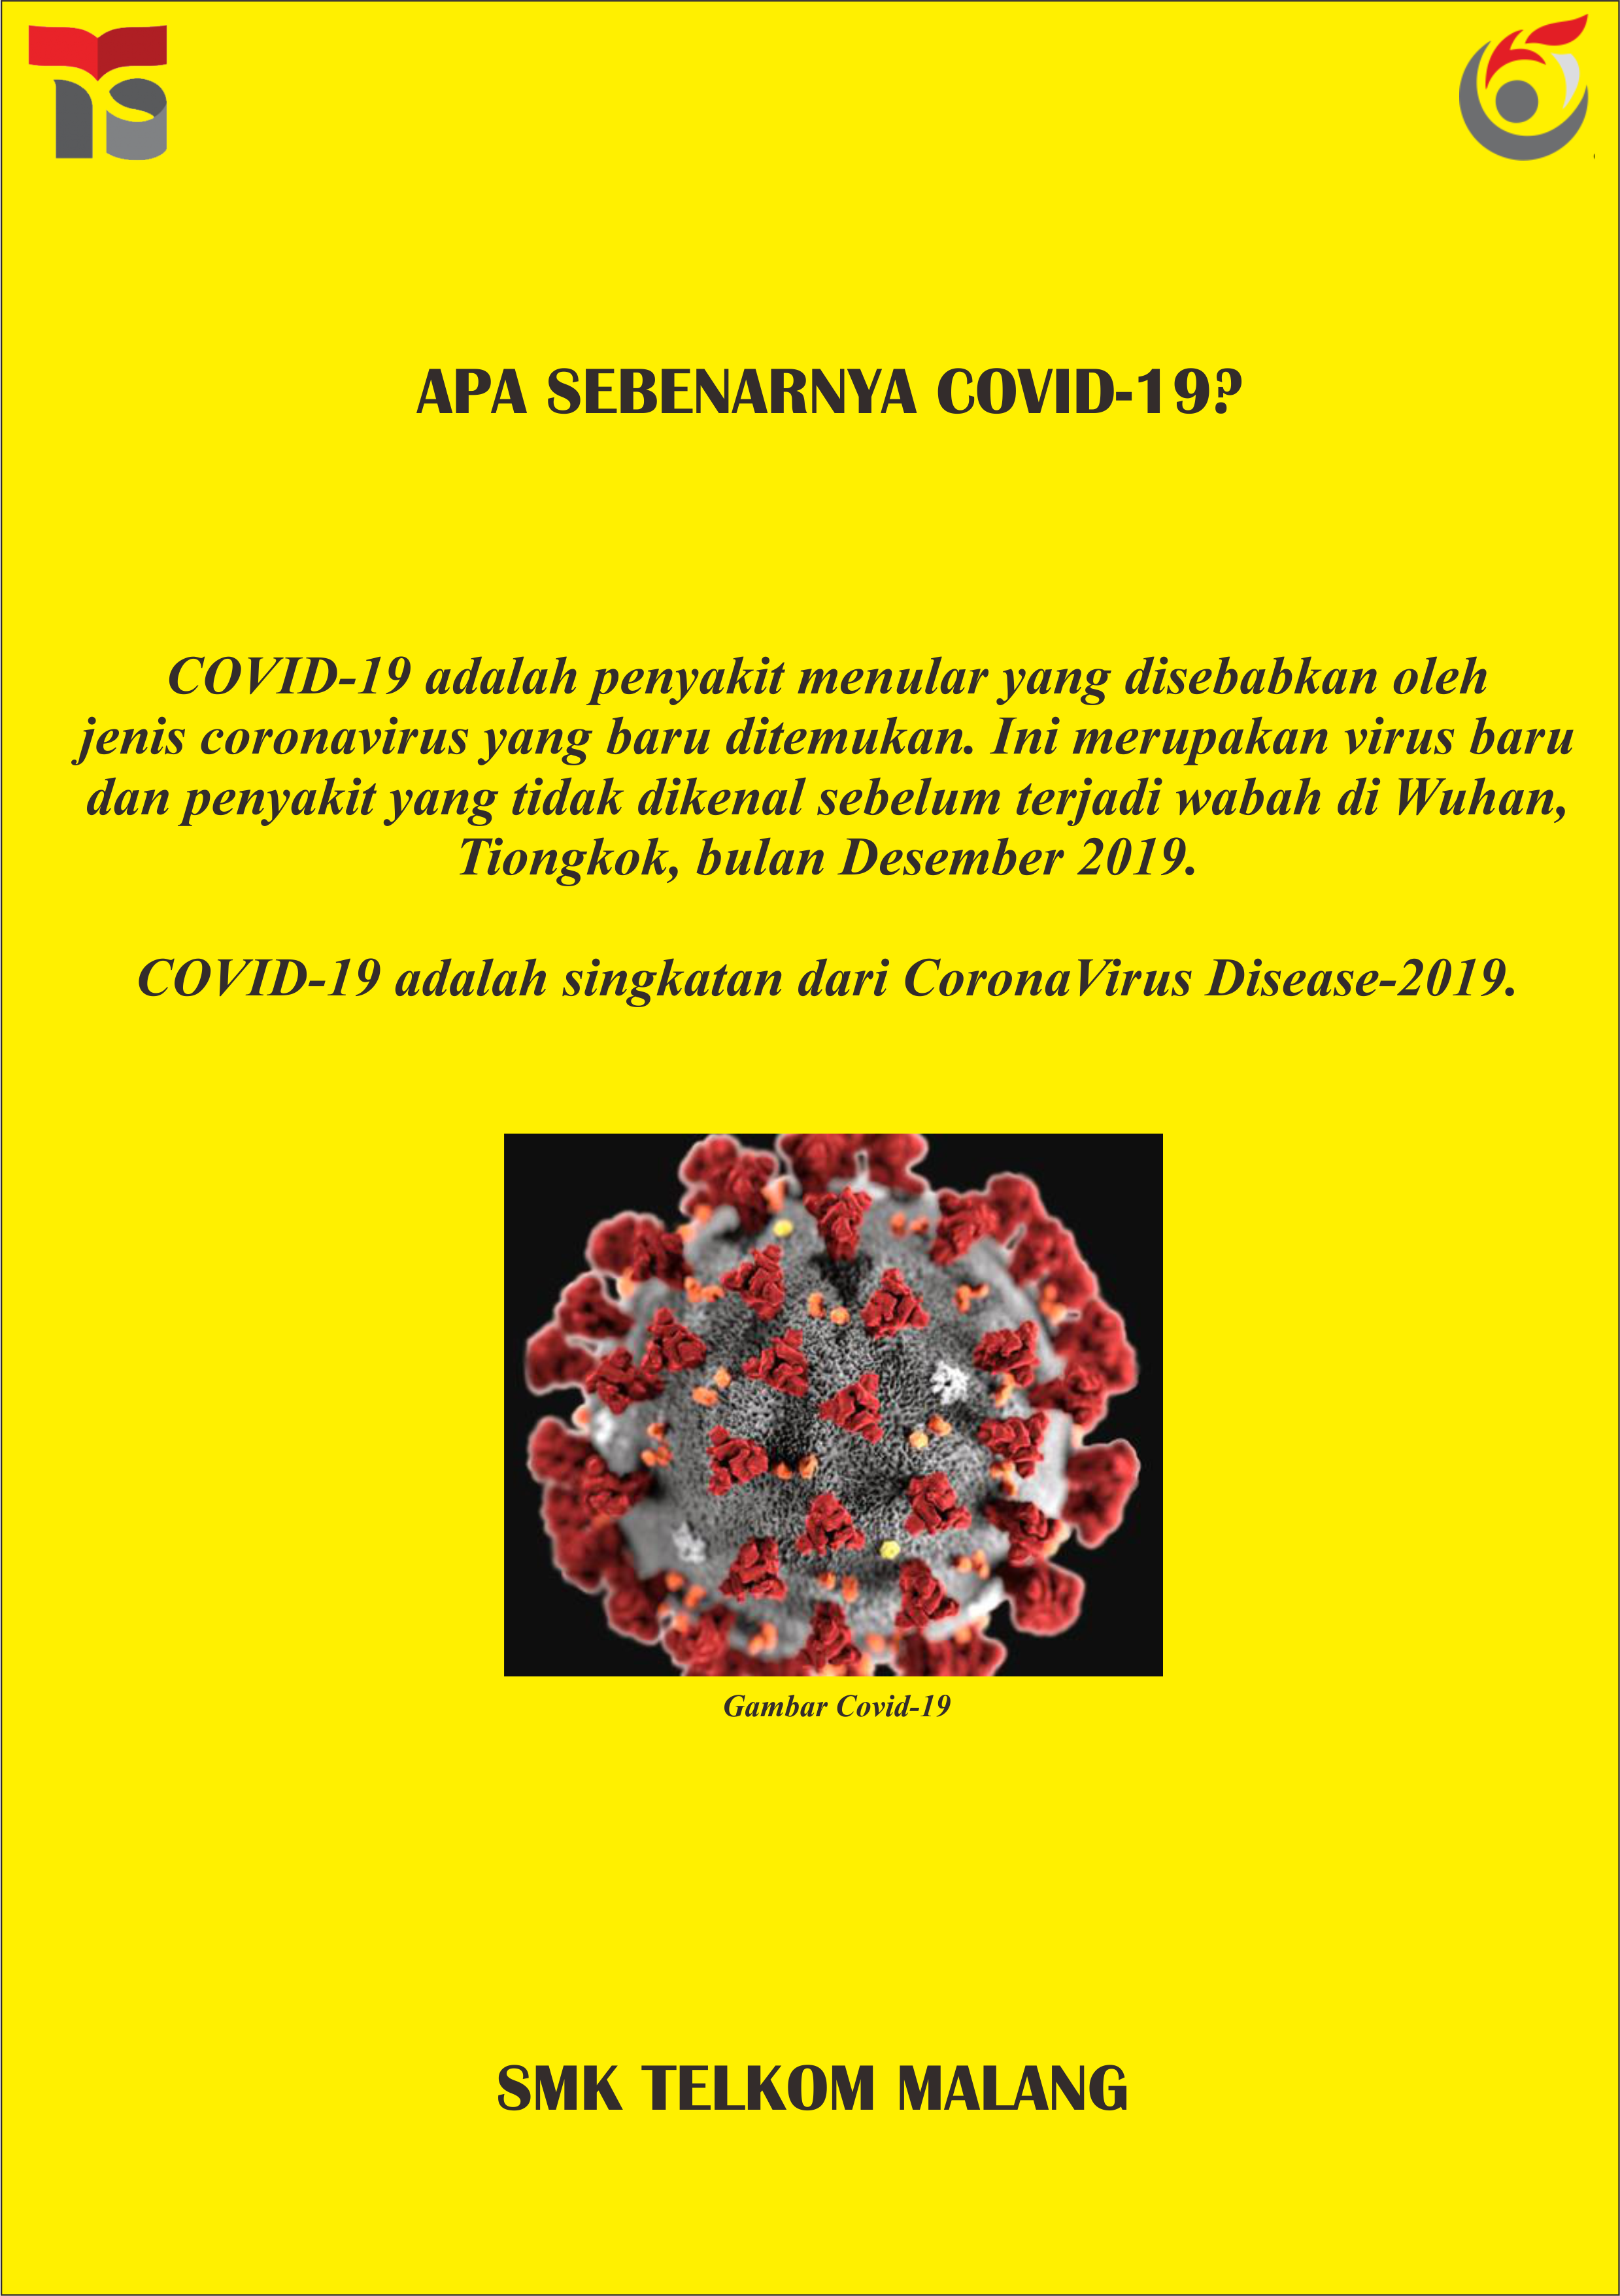 APA SEBENARNYA COVID-19?
COVID-19 adalah penyakit menular yang disebabkan oleh
jenis coronavirus yang baru ditemukan. Ini merupakan virus baru
dan penyakit yang tidak dikenal sebelum terjadi wabah di Wuhan,
Tiongkok, bulan Desember 2019.
COVID-19 adalah singkatan dari CoronaVirus Disease-2019.
Gambar Covid-19
SMK TELKOM MALANG